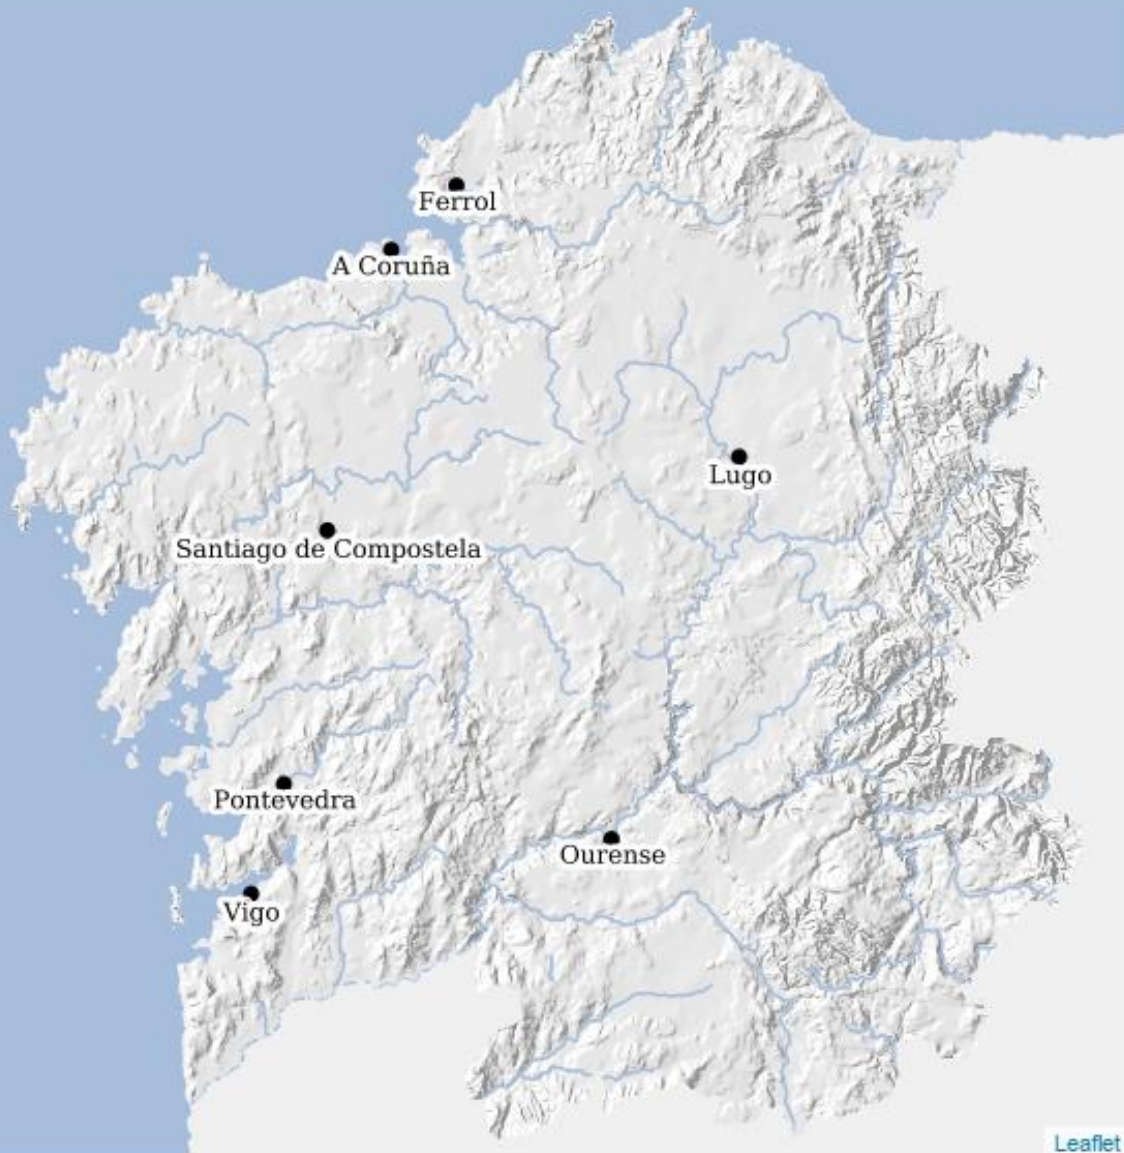 Ferrol
A Coruña
Lugo
Santiago de Compostela
Pontevedra
Ourense
Vigo
Leaflet